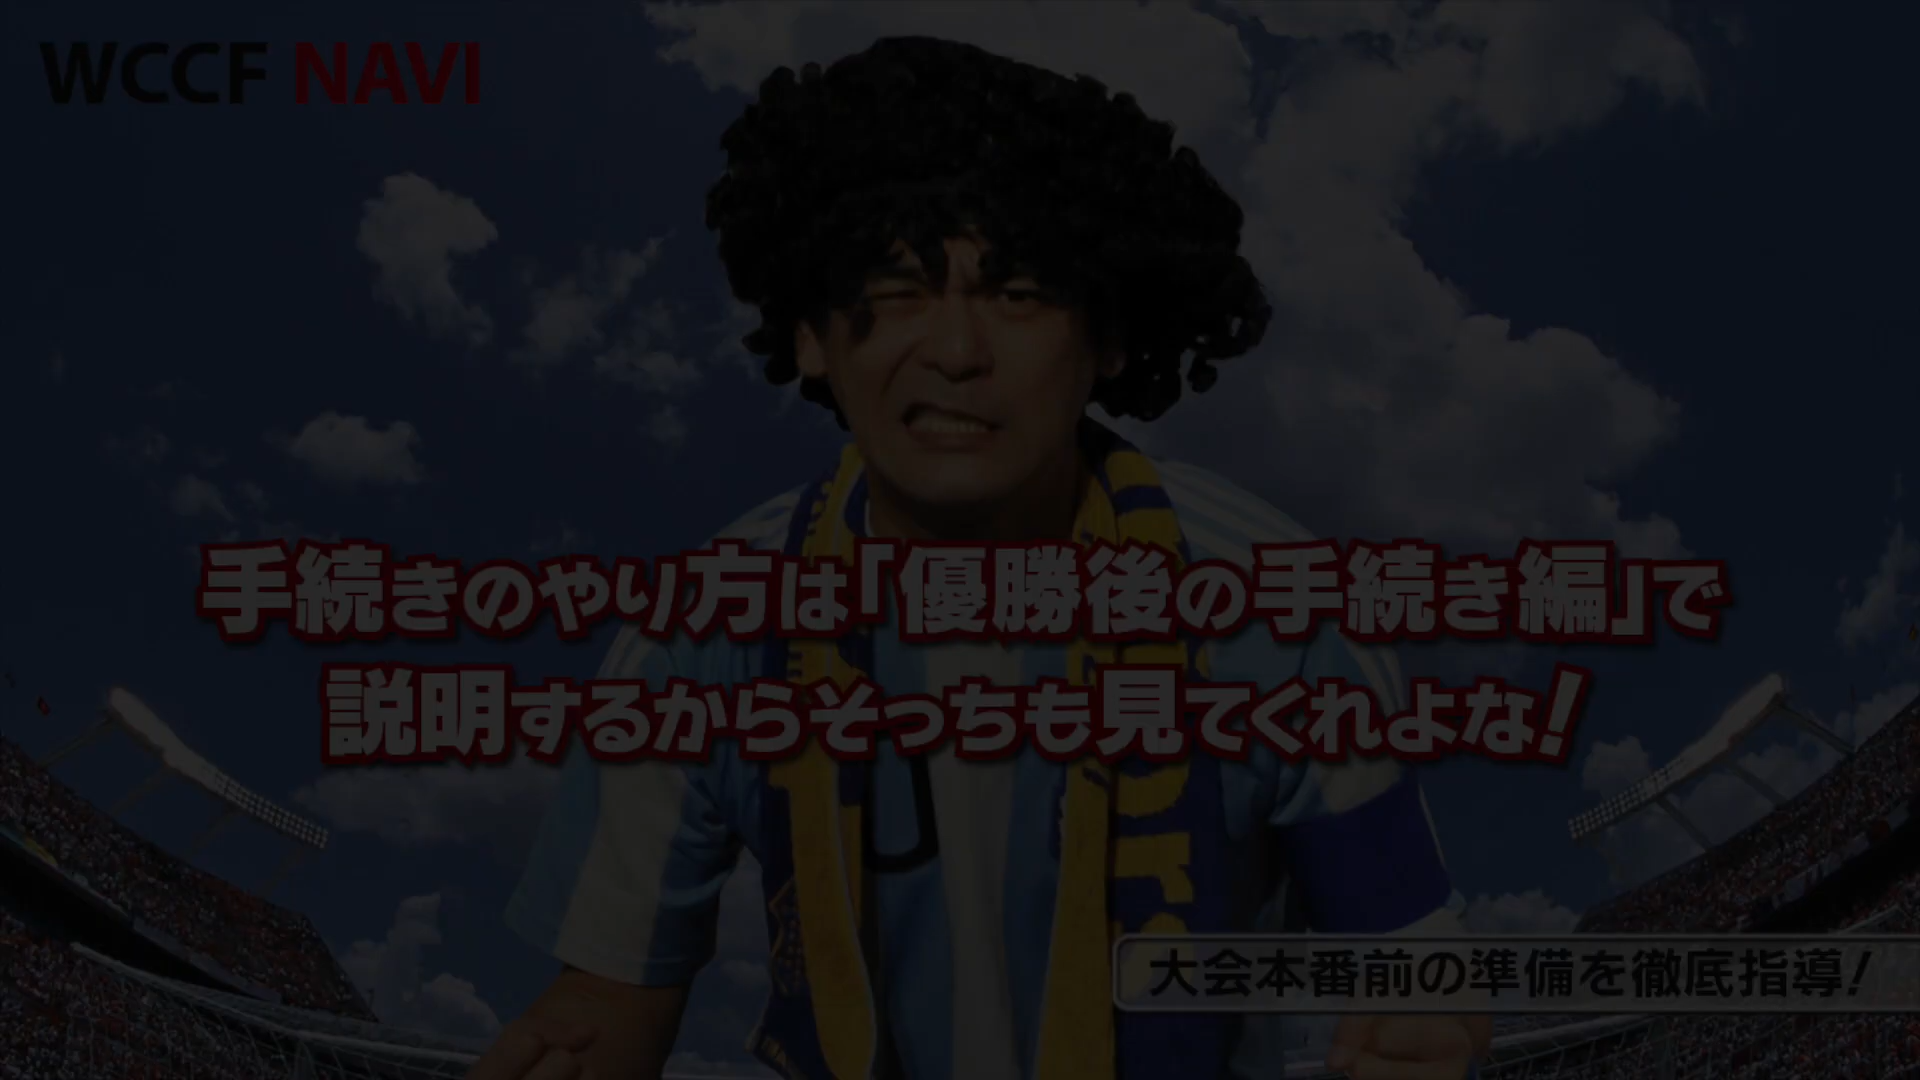 WCCF NAVI
手続きのやり方は「優勝後の手続き編」で
説明するからそっちも見てくれよな!
大会本番前の準備を徹底指導!